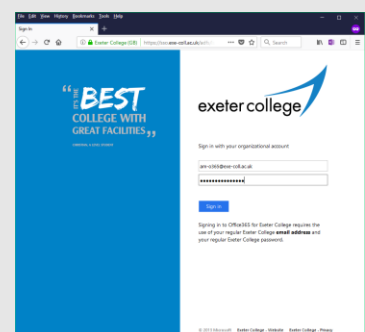 File Edit View History Bookmarks Tools Help
Sign In
Exeter College (GB)
Search
“ IT'S THE BEST
COLLEGE WITH
GREAT FACILITIES ”
exeter college
Sign in with your organizational account
Sign in
Signing in to Office365 for Exeter College requires the
use of your regular Exeter College email address and
your regular Exeter College password.
© 2013 Microsoft Exeter College - Website Exeter College - Privacy